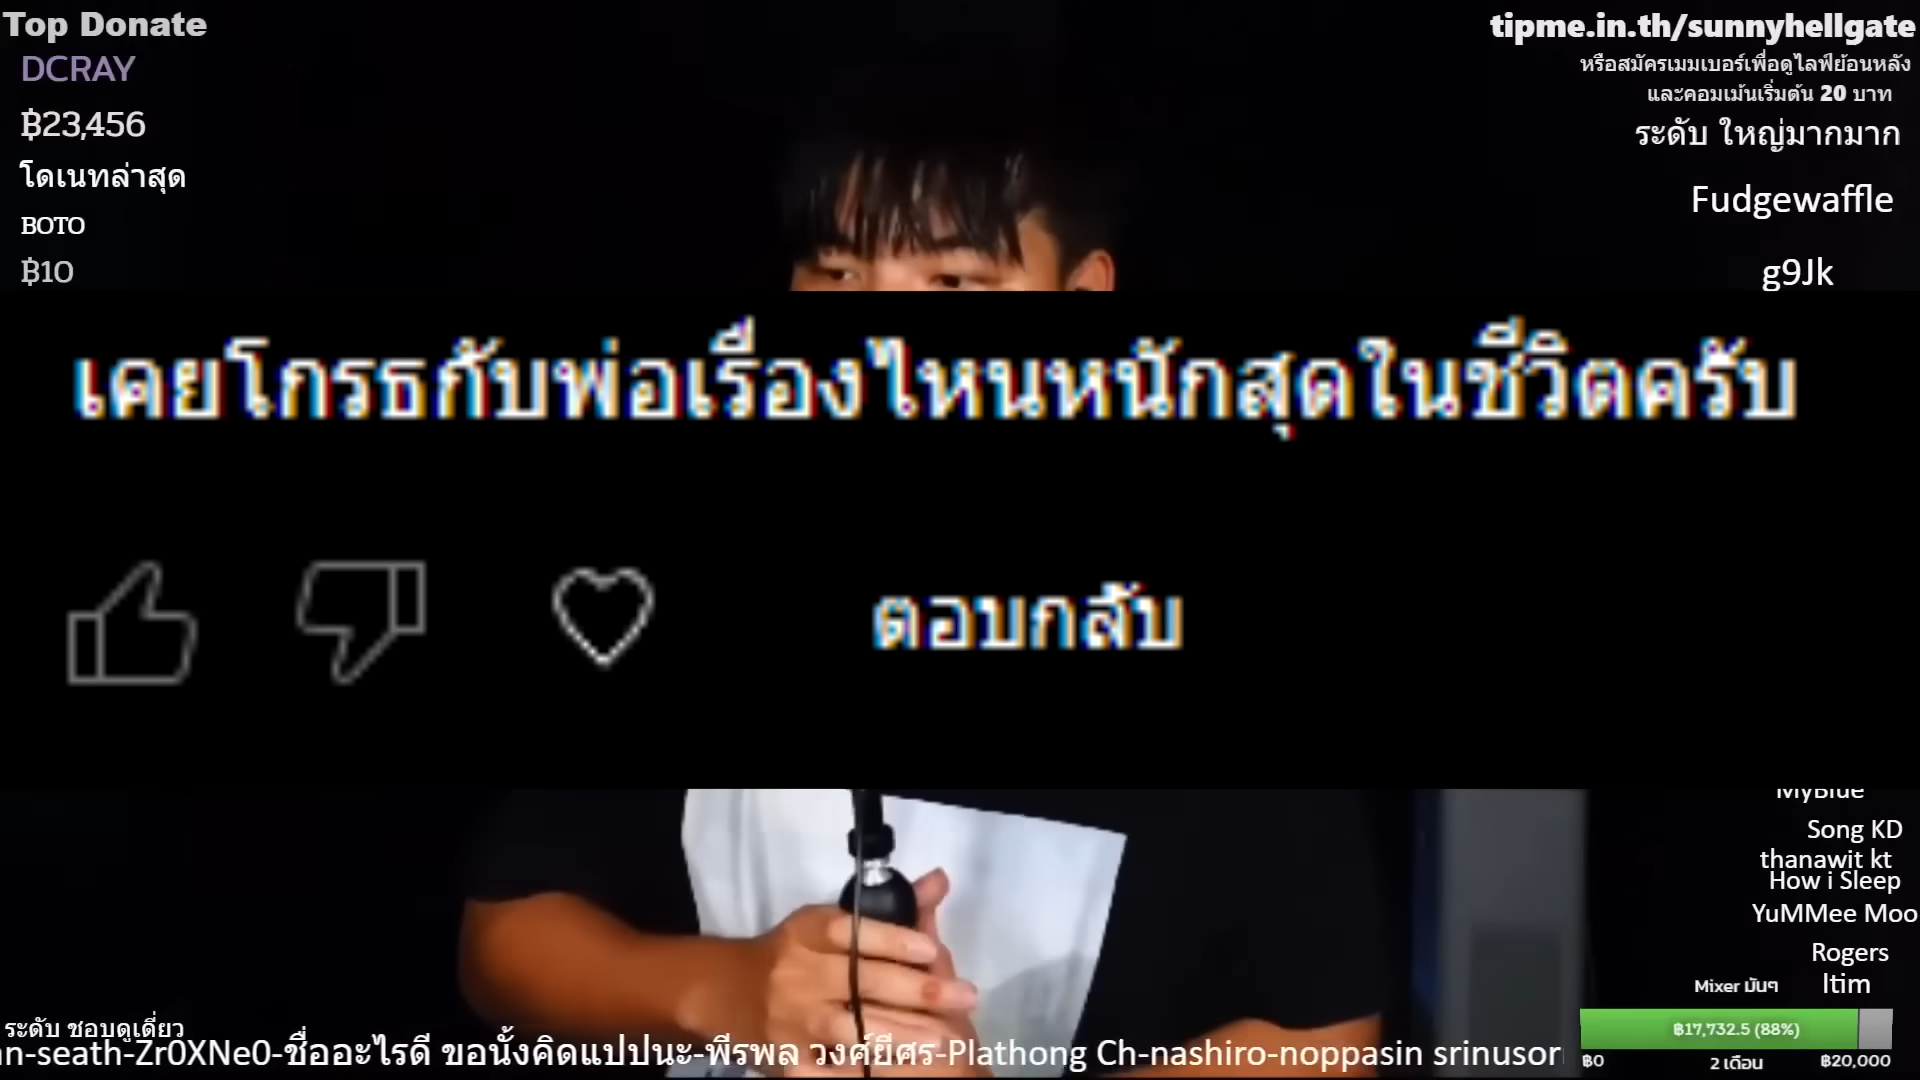 Top Donate
DCRAY
฿23,456
โดเนทล่าสุด
BOTO
฿10
tipme.in.th/sunnyhellgate
หรือสมัครเมมเบอร์เพื่อดูไลฟ์ย้อนหลัง
และคอมเม้นเริ่มต้น 20 บาท
ระดับ ใหญ่มากมาก
Fudgewaffle
g9Jk
เคยโกรธกับพ่อเรื่องไหนหนักสุดในชีวิตครับ
ตอบกลับ
MyBlue
Song KD
thanawit kt
How i Sleep
YuMMee Moo
Rogers
ltim
Mixer มันๆ
฿17,732.5 (88%)
฿0 2 เดือน ฿20,000
ระดับ ชอบดูเดี่ยว
an-seath-Zr0XNe0-ชื่ออะไรดี ขอนั้งคิดแปปนะ-พีรพล วงศ์ยีศร-Plathong Ch-nashiro-noppasin srinusor